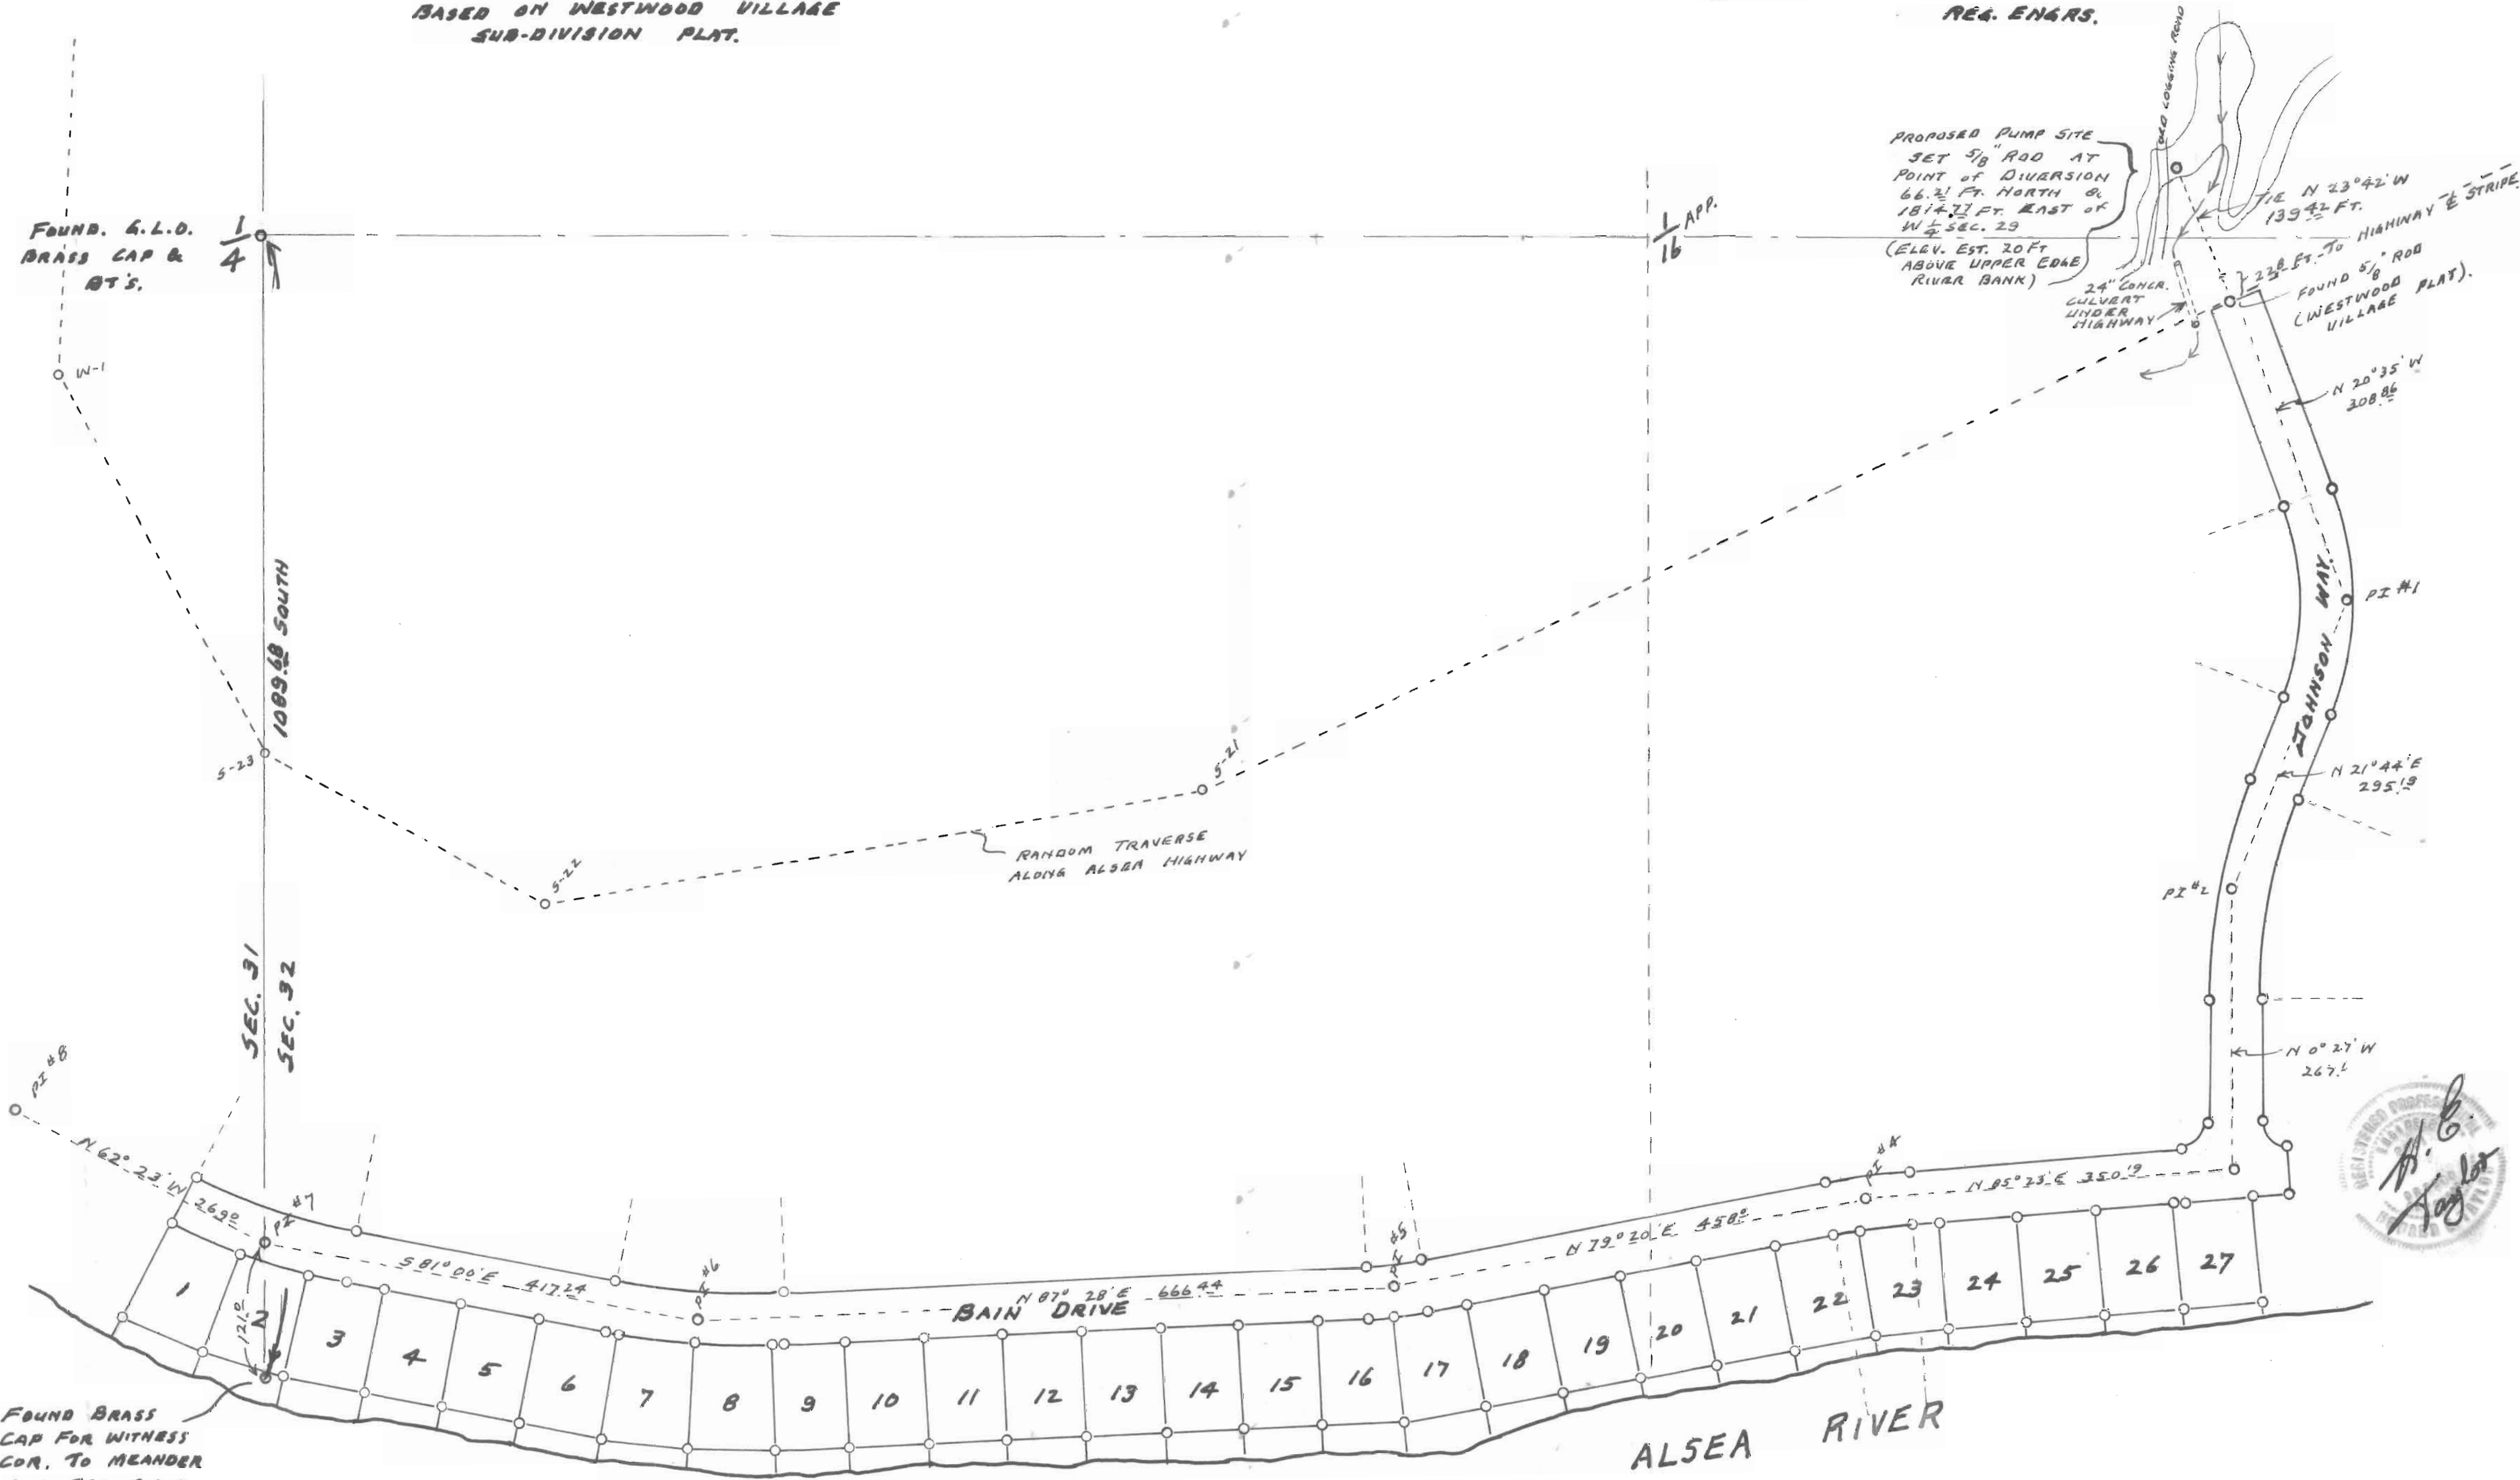 BASED ON WESTWOOD VILLAGE
SUB-DIVISION PLAT.
REG. ENGRS.
OLD LOGGING ROAD
PROPOSED PUMP SITE
SET 5/8" ROD AT
POINT of DIVERSION
66.21 FT. NORTH &
1814.77 FT. EAST of
W 1/4 SEC. 29
(ELEV. EST. 20 FT
ABOVE UPPER EDGE
RIVER BANK)
TIE N 23°42' W
139.42 FT.
22.8 FT. TO HIGHWAY ℄ STRIPE
FOUND 5/8" ROD
(WESTWOOD
VILLAGE PLAT).
24" CONCR.
CULVERT
UNDER
HIGHWAY
FOUND. G.L.O.
BRASS CAP &
BT'S.
1/4
1/16 APP.
W-1
N 20°35' W
308.86
1089.68 SOUTH
JOHNSON WAY.
PI #1
S-23
S-21
N 21°44' E
295.19
RANDOM TRAVERSE
ALONG ALSEA HIGHWAY
S-22
PI #2
SEC. 31
SEC. 32
N 0°27' W
267.1
PI #8
N 62° 23' W 269.0
PI #7
S 81°00' E 417.24
PI #6
N 87° 28' E 666.44
BAIN DRIVE
PI #5
N 79°20' E 458.0
PI #4
N 85°23' E 350.19
REGISTERED PROFESSIONAL
H. E.
Taylor
1
2
121.0
3
4
5
6
7
8
9
10
11
12
13
14
15
16
17
18
19
20
21
22
23
24
25
26
27
FOUND BRASS
CAP FOR WITNESS
COR. TO MEANDER
ALSEA RIVER